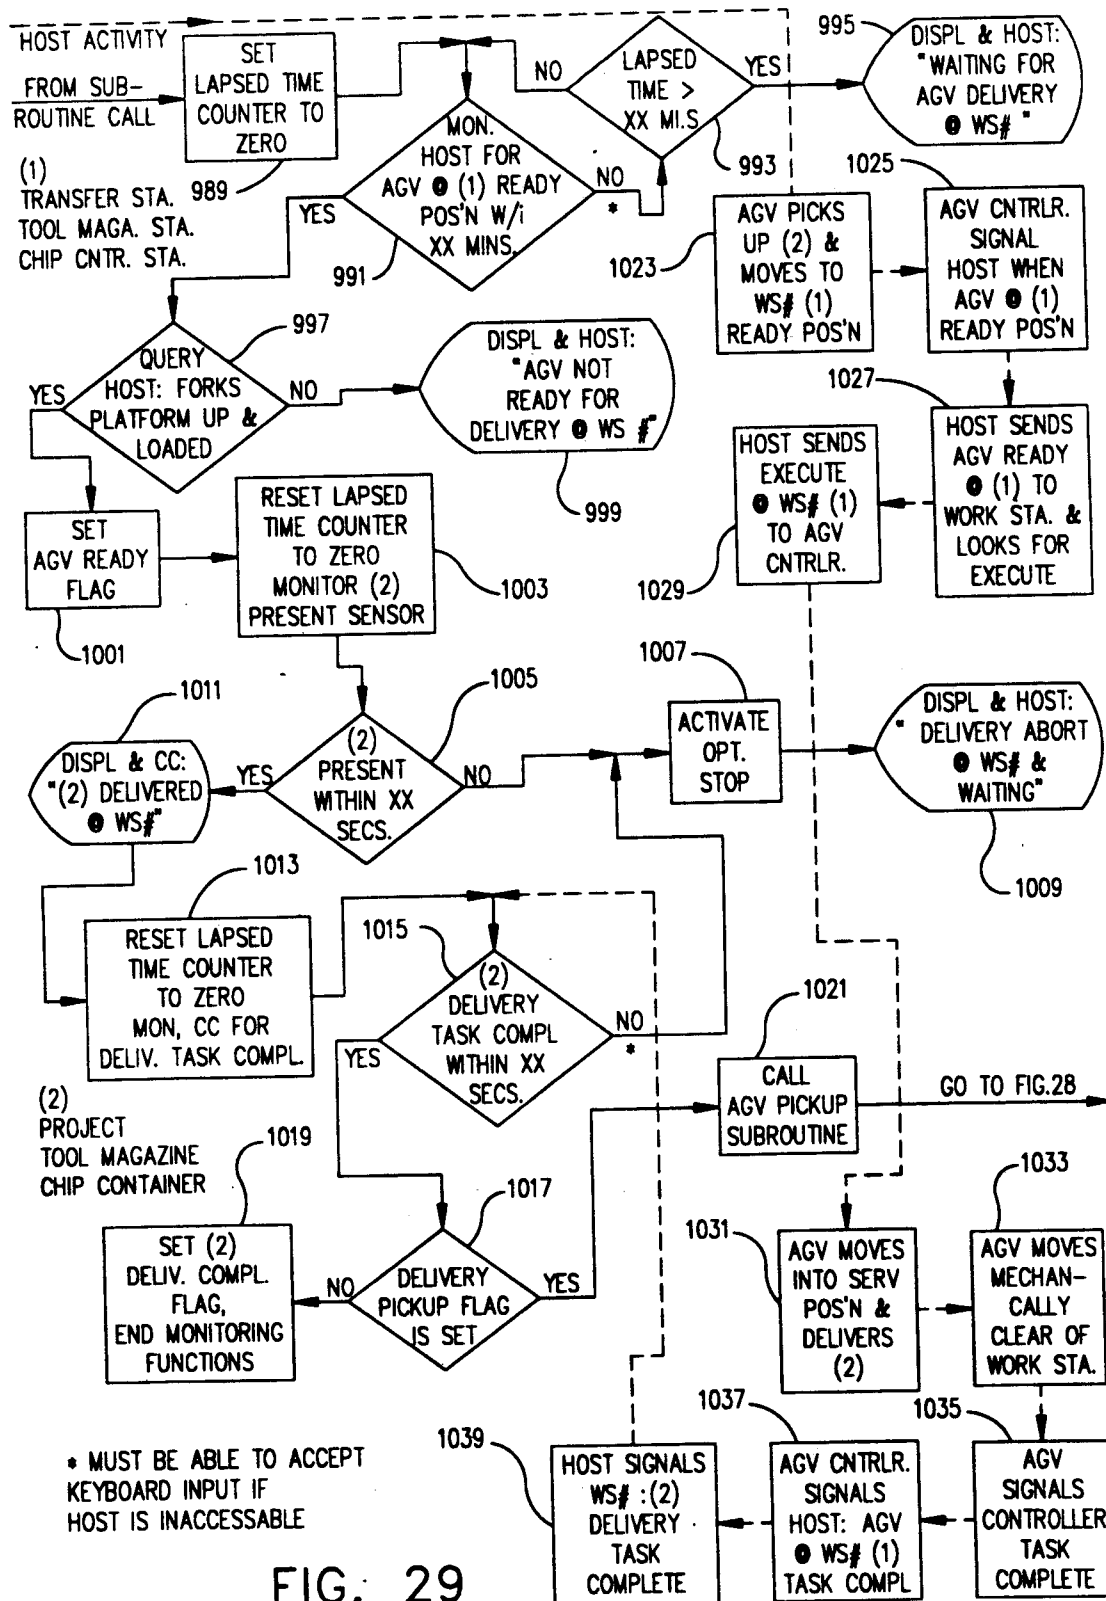 HOST ACTIVITY
FROM SUB-
ROUTINE CALL
SET
LAPSED TIME
COUNTER TO
ZERO
989
(1)
TRANSFER STA.
TOOL MAGA. STA.
CHIP CNTR. STA.
MON.
HOST FOR
AGV @ (1) READY
POS'N W/i
XX MINS.
991
YES
NO
*
LAPSED
TIME >
XX MI.S
993
NO
YES
995
DISPL & HOST:
"WAITING FOR
AGV DELIVERY
@ WS# "
1023
AGV PICKS
UP (2) &
MOVES TO
WS# (1)
READY POS'N
1025
AGV CNTRLR.
SIGNAL
HOST WHEN
AGV @ (1)
READY POS'N
997
QUERY
HOST: FORKS
PLATFORM UP &
LOADED
YES
NO
DISPL & HOST:
"AGV NOT
READY FOR
DELIVERY @ WS #"
999
1027
HOST SENDS
AGV READY
@ (1) TO
WORK STA. &
LOOKS FOR
EXECUTE
HOST SENDS
EXECUTE
@ WS# (1)
TO AGV
CNTRLR.
1029
SET
AGV READY
FLAG
1001
RESET LAPSED
TIME COUNTER
TO ZERO
MONITOR (2)
PRESENT SENSOR
1003
1005
(2)
PRESENT
WITHIN XX
SECS.
YES
NO
1007
ACTIVATE
OPT.
STOP
DISPL & HOST:
" DELIVERY ABORT
@ WS# &
WAITING"
1009
1011
DISPL & CC:
"(2) DELIVERED
@ WS#"
1013
RESET LAPSED
TIME COUNTER
TO ZERO
MON, CC FOR
DELIV. TASK COMPL.
1015
(2)
DELIVERY
TASK COMPL
WITHIN XX
SECS.
YES
NO
*
(2)
PROJECT
TOOL MAGAZINE
CHIP CONTAINER
1017
DELIVERY
PICKUP FLAG
IS SET
NO
YES
1019
SET (2)
DELIV. COMPL.
FLAG,
END MONITORING
FUNCTIONS
1021
CALL
AGV PICKUP
SUBROUTINE
GO TO FIG.28
1031
AGV MOVES
INTO SERV
POS'N &
DELIVERS
(2)
1033
AGV MOVES
MECHAN-
CALLY
CLEAR OF
WORK STA.
1035
AGV
SIGNALS
CONTROLLER
TASK
COMPLETE
1037
AGV CNTRLR.
SIGNALS
HOST: AGV
@ WS# (1)
TASK COMPL
1039
HOST SIGNALS
WS# :(2)
DELIVERY
TASK
COMPLETE
* MUST BE ABLE TO ACCEPT
KEYBOARD INPUT IF
HOST IS INACCESSABLE
FIG. 29